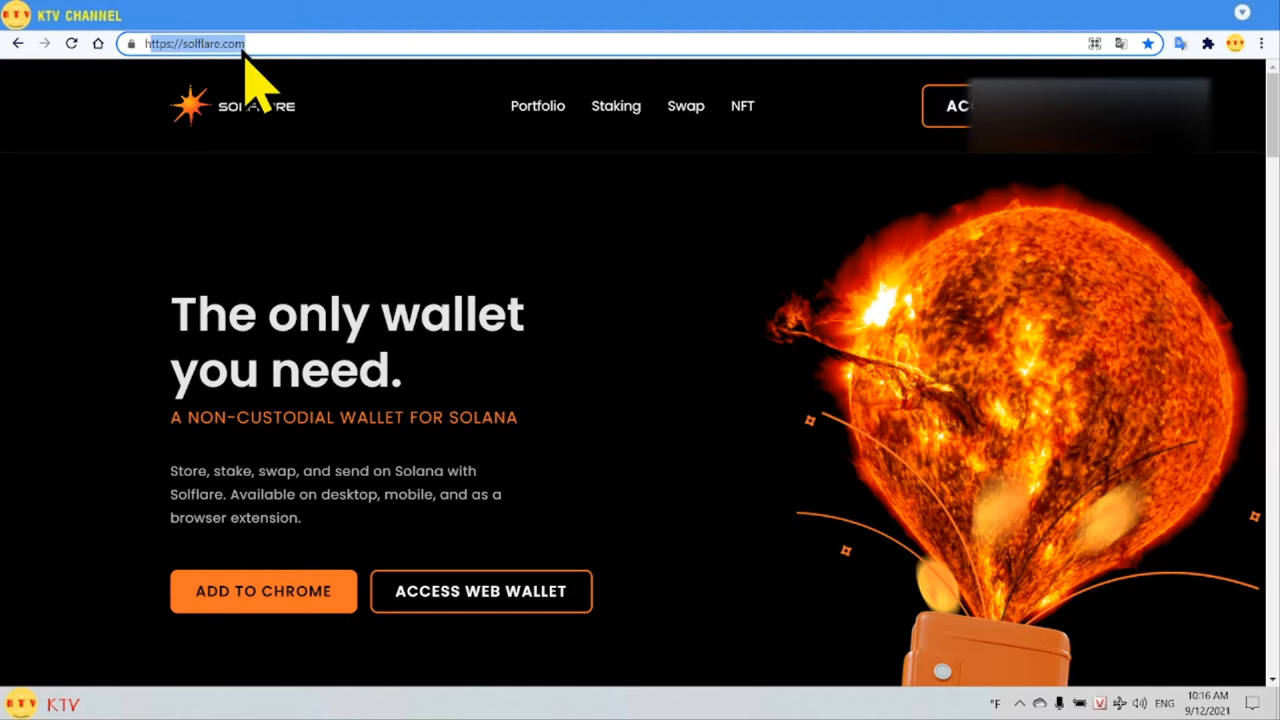 KTV CHANNEL
https://solflare.com
SOLFLARE
Portfolio Staking Swap NFT
The only wallet
you need.
A NON-CUSTODIAL WALLET FOR SOLANA
Store, stake, swap, and send on Solana with
Solflare. Available on desktop, mobile, and as a
browser extension.
ADD TO CHROME ACCESS WEB WALLET
KTV KTV °F V ENG 10:16 AM
9/12/2021